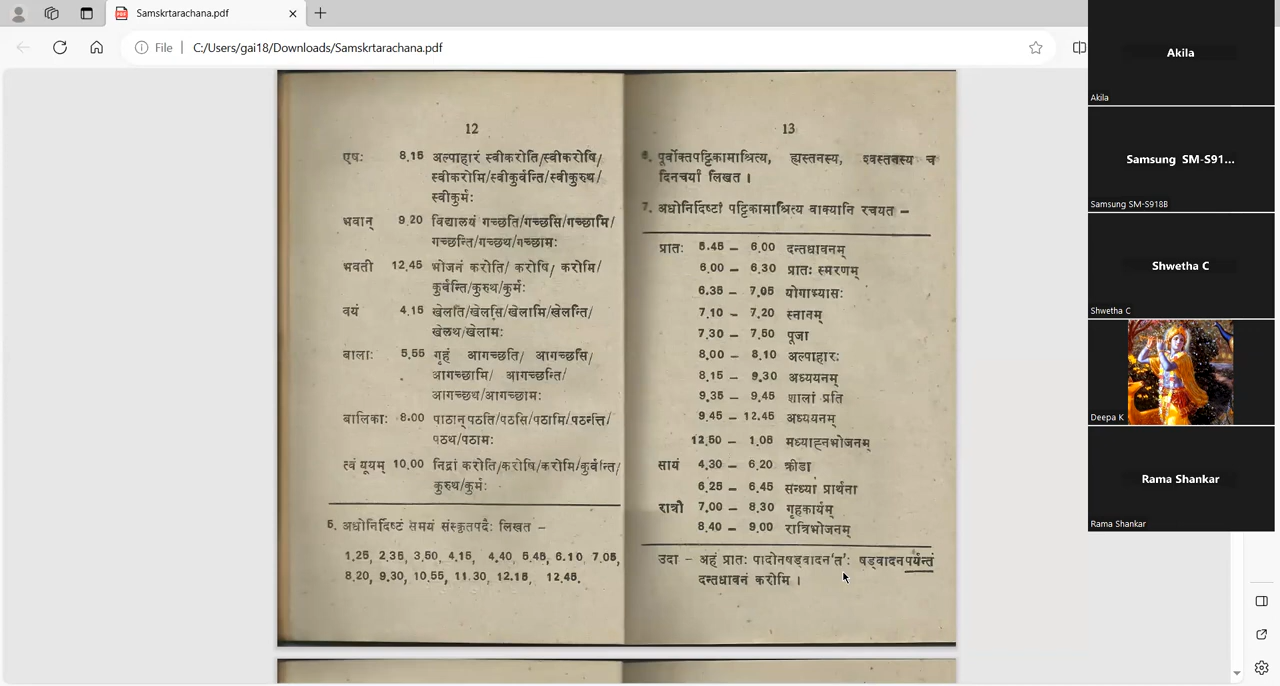 Samskrtarachana.pdf
File | C:/Users/gai18/Downloads/Samskrtarachana.pdf
12
एषः 8.15 अल्पाहारं स्वीकरोति/स्वीकरोषि/
स्वीकरोमि/स्वीकुर्वन्ति/स्वीकुरुथ/
स्वीकुर्मः
भवान् 9.20 विद्यालयं गच्छति/गच्छसि/गच्छामि/
गच्छन्ति/गच्छथ/गच्छामः
भवती 12.45 भोजनं करोति/ करोषि/ करोमि/
कुर्वन्ति/कुरुथ/कुर्मः
वयं 4.15 खेलति/खेलसि/खेलामि/खेलन्ति/
खेलथ/खेलामः
बालाः 5.55 गृहं आगच्छति/ आगच्छसि/
आगच्छामि/ आगच्छन्ति/
आगच्छथ/आगच्छामः
बालिकाः 8.00 पाठान् पठति/पठसि/पठामि/पठन्ति/
पठथ/पठामः
त्वं यूयम् 10.00 निद्रां करोति/करोषि/करोमि/कुर्वन्ति/
कुरुथ/कुर्मः
5. अधोनिर्दिष्टं समयं संस्कृतपदैः लिखत –
1.25, 2.35, 3.50, 4.15, 4.40, 5.45, 6.10, 7.05,
8.20, 9.30, 10.55, 11.30, 12.15, 12.45.
13
6. पूर्वोक्तपट्टिकामाश्रित्य, ह्यस्तनस्य, श्वस्तनस्य च
दिनचर्यां लिखत ।
7. अधोनिर्दिष्टां पट्टिकामाश्रित्य वाक्यानि रचयत –
प्रातः 5.45 – 6.00 दन्तधावनम्
6.00 – 6.30 प्रातः स्मरणम्
6.35 – 7.05 योगाभ्यासः
7.10 – 7.20 स्नानम्
7.30 – 7.50 पूजा
8.00 – 8.10 अल्पाहारः
8.15 – 9.30 अध्ययनम्
9.35 – 9.45 शालां प्रति
9.45 – 12.45 अध्ययनम्
12.50 – 1.05 मध्याह्नभोजनम्
सायं 4.30 – 6.20 क्रीडा
6.25 – 6.45 सन्ध्या प्रार्थना
रात्रौ 7.00 – 8.30 गृहकार्यम्
8.40 – 9.00 रात्रिभोजनम्
उदा – अहं प्रातः पादोनषड्वादन'तः' षड्वादनपर्यन्तं
दन्तधावनं करोमि ।
Akila
Akila
Samsung SM-S91...
Samsung SM-S918B
Shwetha C
Shwetha C
Deepa K
Rama Shankar
Rama Shankar